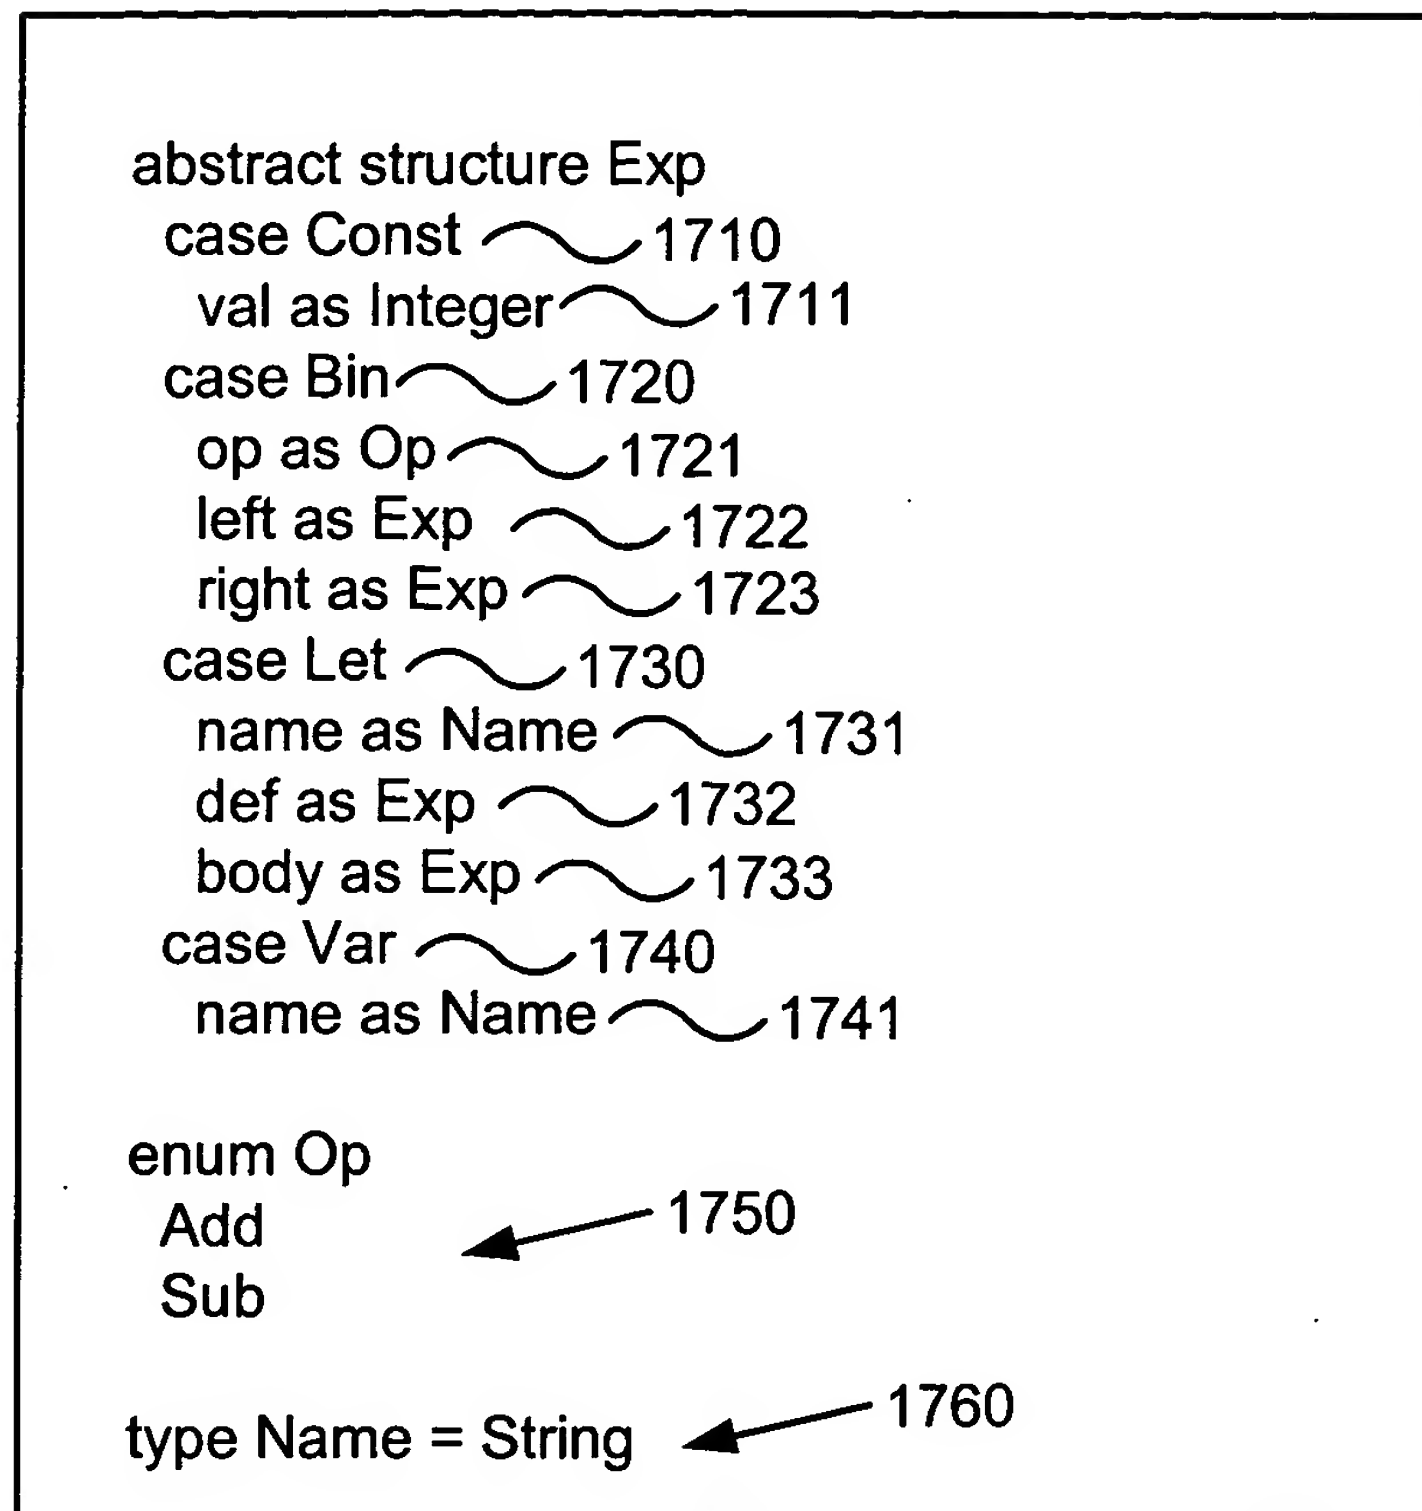 abstract structure Exp
case Const 1710
val as Integer 1711
case Bin 1720
op as Op 1721
left as Exp 1722
right as Exp 1723
case Let 1730
name as Name 1731
def as Exp 1732
body as Exp 1733
case Var 1740
name as Name 1741
enum Op
Add 1750
Sub
type Name = String 1760